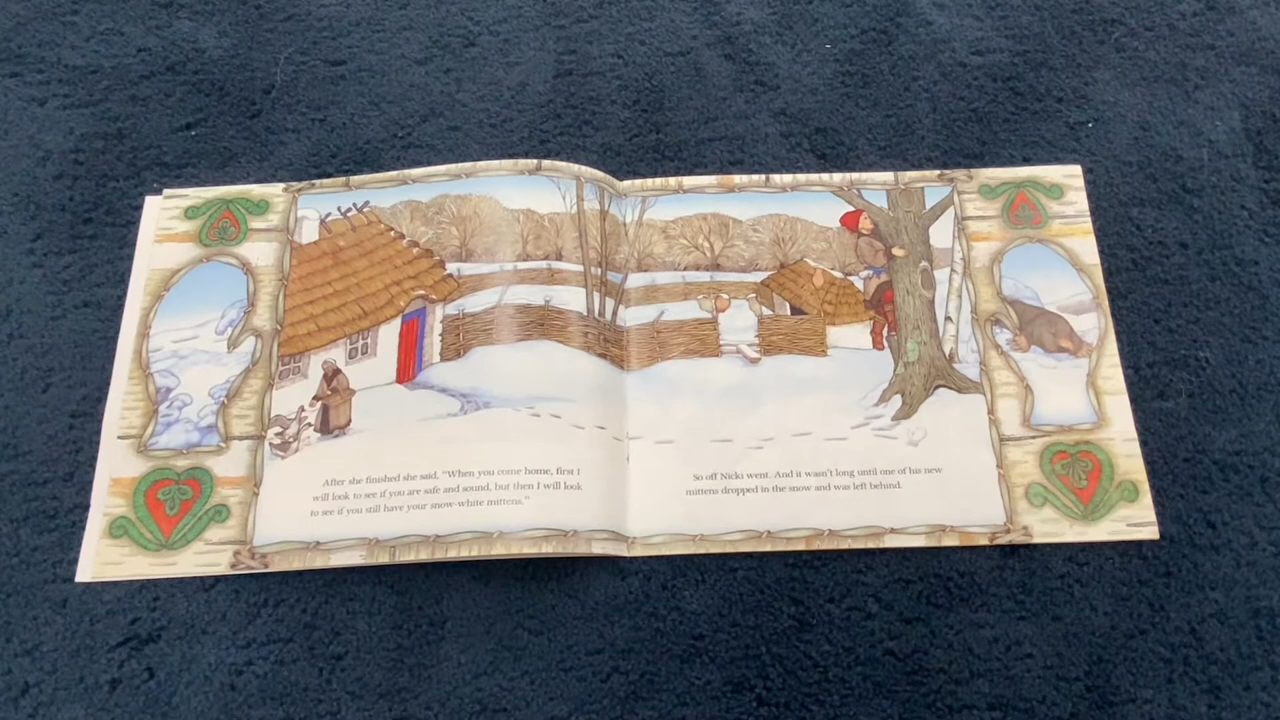 After she finished she said, "When you come home, first I
will look to see if you are safe and sound, but then I will look
to see if you still have your snow-white mittens."
So off Nicki went. And it wasn't long until one of his new
mittens dropped in the snow and was left behind.